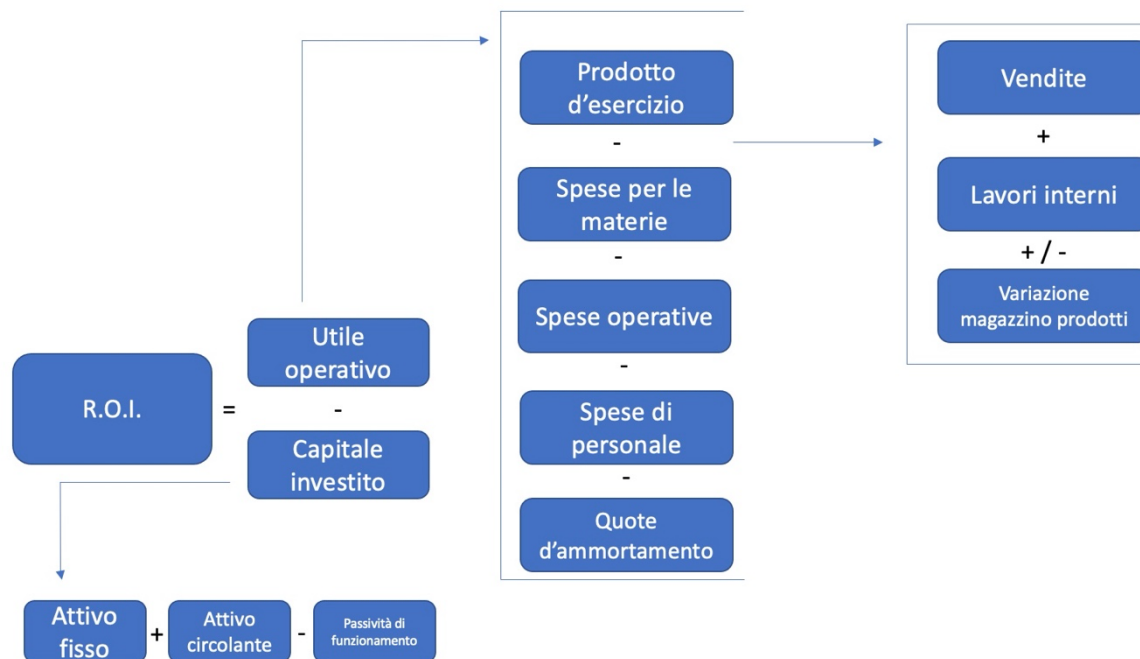 R.O.I.
=
Utile
operativo
-
Capitale
investito
Attivo
fisso
+
Attivo
circolante
-
Passività di
funzionamento
Prodotto
d'esercizio
-
Spese per le
materie
-
Spese operative
-
Spese di
personale
-
Quote
d'ammortamento
Vendite
+
Lavori interni
+ / -
Variazione
magazzino prodotti